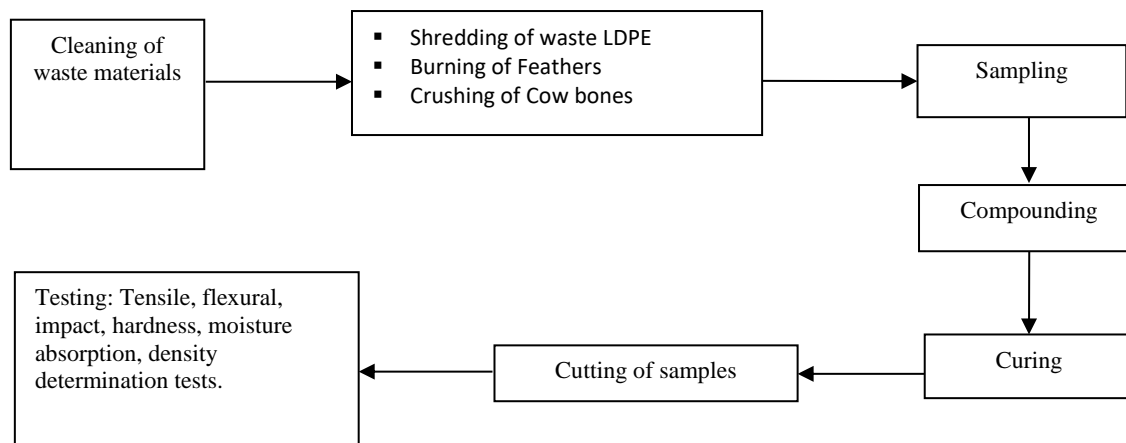 Cleaning of
waste materials
▪ Shredding of waste LDPE
▪ Burning of Feathers
▪ Crushing of Cow bones
Sampling
Compounding
Curing
Cutting of samples
Testing: Tensile, flexural,
impact, hardness, moisture
absorption, density
determination tests.